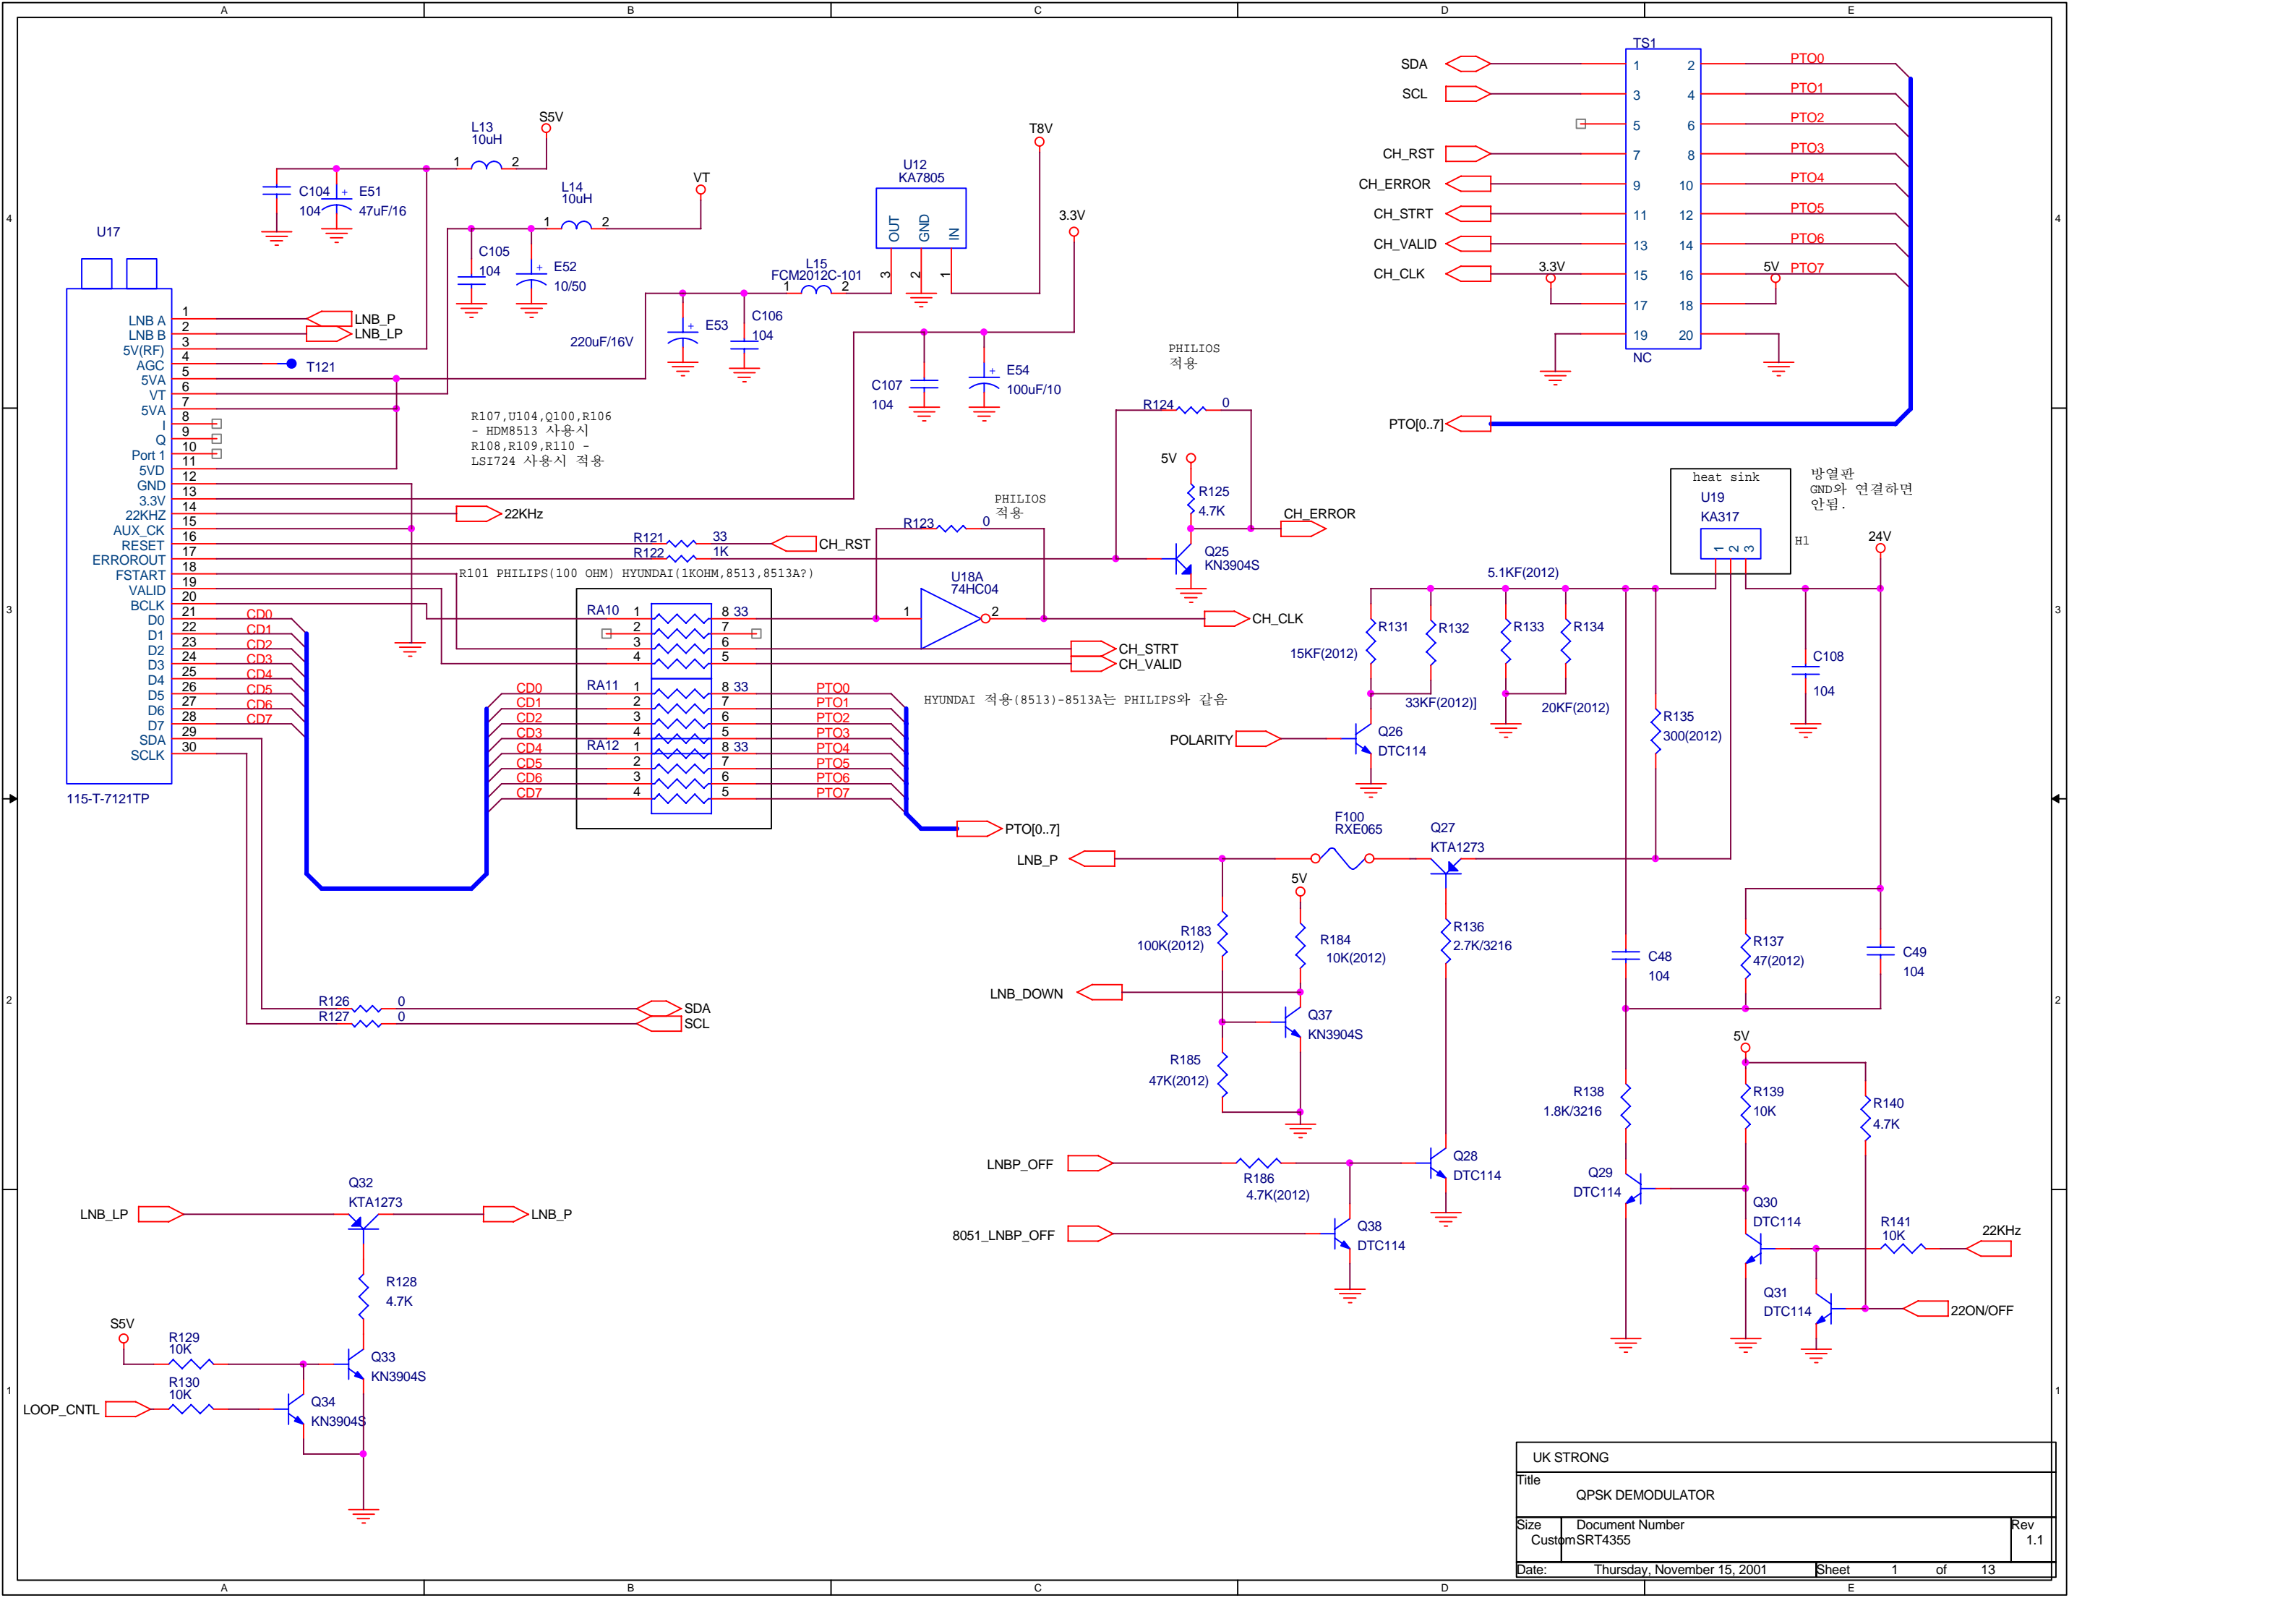 A B C D E
4 3 2 1
U17
LNB A 1
LNB B 2
5V(RF) 3
AGC 4
5VA 5
VT 6
5VA 7
I 8
Q 9
Port 1 10
5VD 11
GND 12
3.3V 13
22KHZ 14
AUX_CK 15
RESET 16
ERROROUT 17
FSTART 18
VALID 19
BCLK 20
D0 21 CD0
D1 22 CD1
D2 23 CD2
D3 24 CD3
D4 25 CD4
D5 26 CD5
D6 27 CD6
D7 28 CD7
SDA 29
SCLK 30
115-T-7121TP
LNB_P
LNB_LP
T121
C104
104
E51
47uF/16
L13
10uH
1 2
S5V
C105
104
E52
10/50
L14
10uH
1 2
VT
U12
KA7805
OUT GND IN
3 2 1
T8V
L15
FCM2012C-101
1 2
220uF/16V
E53
C106
104
3.3V
C107
104
E54
100uF/10
R107,U104,Q100,R106
- HDM8513 사용시
R108,R109,R110 -
LSI724 사용시 적용
22KHz
R121 33
CH_RST
R122 1K
R101 PHILIPS(100 OHM) HYUNDAI(1KOHM,8513,8513A?)
PHILIOS
적용
R123 0
U18A
74HC04
1 2
CH_CLK
PHILIOS
적용
R124 0
5V
R125
4.7K
CH_ERROR
Q25
KN3904S
RA10 1 8 33
2 7
3 6
4 5
CH_STRT
CH_VALID
CD0 RA11 1 8 33 PTO0
CD1 2 7 PTO1
CD2 3 6 PTO2
CD3 4 5 PTO3
CD4 RA12 1 8 33 PTO4
CD5 2 7 PTO5
CD6 3 6 PTO6
CD7 4 5 PTO7
PTO[0..7]
HYUNDAI 적용(8513)-8513A는 PHILIPS와 같음
TS1
SDA 1 2 PTO0
SCL 3 4 PTO1
5 6 PTO2
CH_RST 7 8 PTO3
CH_ERROR 9 10 PTO4
CH_STRT 11 12 PTO5
CH_VALID 13 14 PTO6
CH_CLK 3.3V 15 16 5V PTO7
17 18
19 20
NC
PTO[0..7]
heat sink
U19
KA317
1 2 3
H1
방열판
GND와 연결하면
안됨.
24V
5.1KF(2012)
R131
15KF(2012)
R132
33KF(2012)]
R133
R134
20KF(2012)
R135
300(2012)
C108
104
POLARITY
Q26
DTC114
LNB_P
F100
RXE065
Q27
KTA1273
5V
R183
100K(2012)
R184
10K(2012)
R136
2.7K/3216
LNB_DOWN
Q37
KN3904S
R185
47K(2012)
C48
104
R137
47(2012)
C49
104
R138
1.8K/3216
5V
R139
10K
R140
4.7K
LNBP_OFF
R186
4.7K(2012)
Q28
DTC114
8051_LNBP_OFF
Q38
DTC114
Q29
DTC114
Q30
DTC114
R141
10K
22KHz
Q31
DTC114
22ON/OFF
R126 0
SDA
R127 0
SCL
LNB_LP
Q32
KTA1273
LNB_P
R128
4.7K
S5V
R129
10K
Q33
KN3904S
R130
10K
LOOP_CNTL
Q34
KN3904S
UK STRONG
Title
QPSK DEMODULATOR
Size Document Number Rev
Custom SRT4355 1.1
Date: Thursday, November 15, 2001 Sheet 1 of 13
A B C D E
4 3 2 1